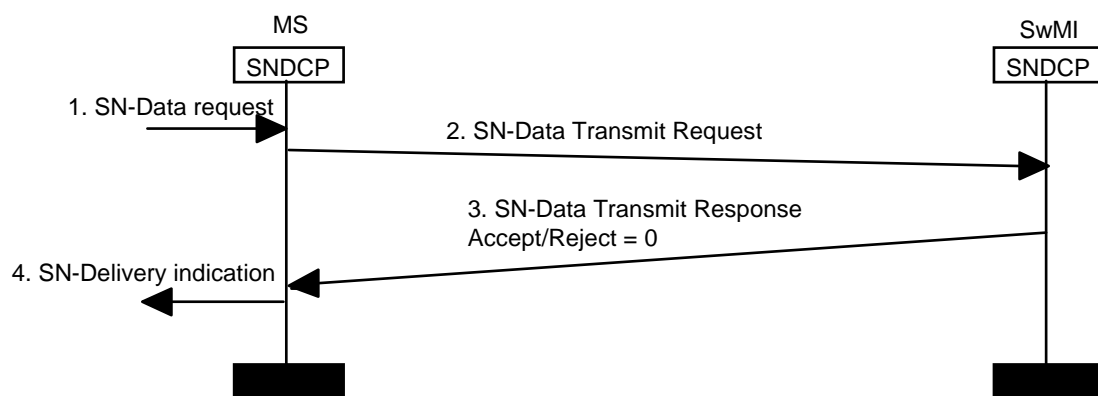 MS
SwMI
SNDCP
SNDCP
1. SN-Data request
2. SN-Data Transmit Request
3. SN-Data Transmit Response
Accept/Reject = 0
4. SN-Delivery indication